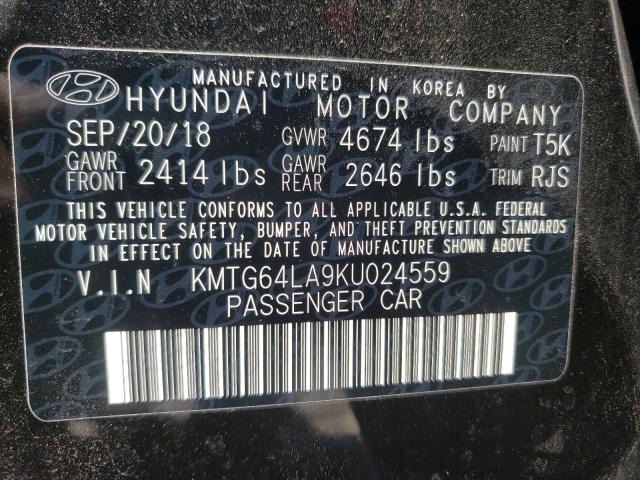 MANUFACTURED IN KOREA BY
HYUNDAI MOTOR COMPANY
SEP/20/18 GVWR 4674 lbs PAINT T5K
GAWR FRONT 2414 lbs GAWR REAR 2646 lbs TRIM RJS
THIS VEHICLE CONFORMS TO ALL APPLICABLE U.S.A. FEDERAL
MOTOR VEHICLE SAFETY, BUMPER, AND THEFT PREVENTION STANDARDS
IN EFFECT ON THE DATE OF MANUFACTURE SHOWN ABOVE.
V.I.N KMTG64LA9KU024559
PASSENGER CAR